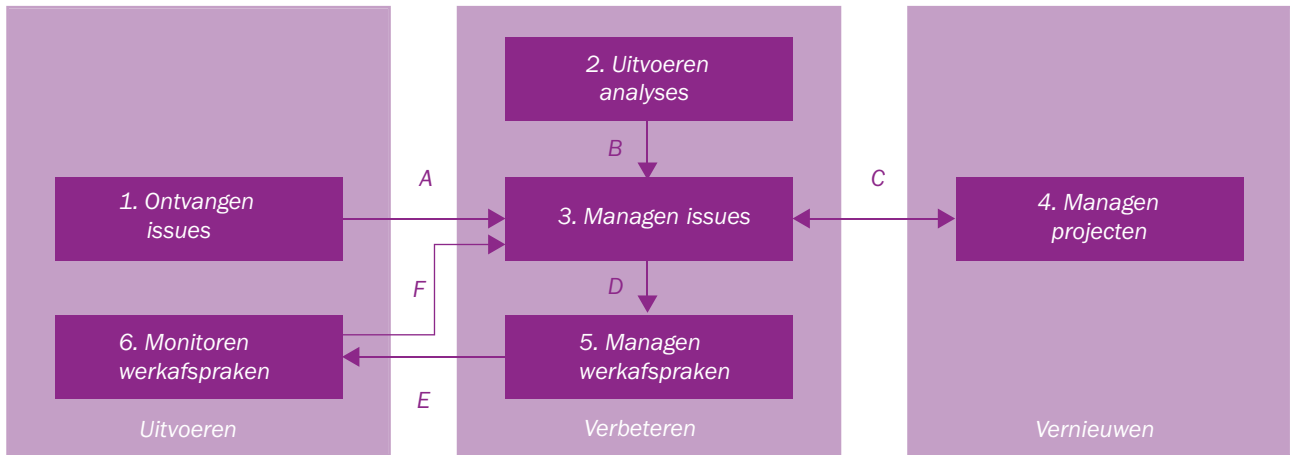 2. Uitvoeren
analyses
B
A
C
1. Ontvangen
issues
3. Managen issues
4. Managen
projecten
F
D
6. Monitoren
werkafspraken
5. Managen
werkafspraken
E
Uitvoeren
Verbeteren
Vernieuwen